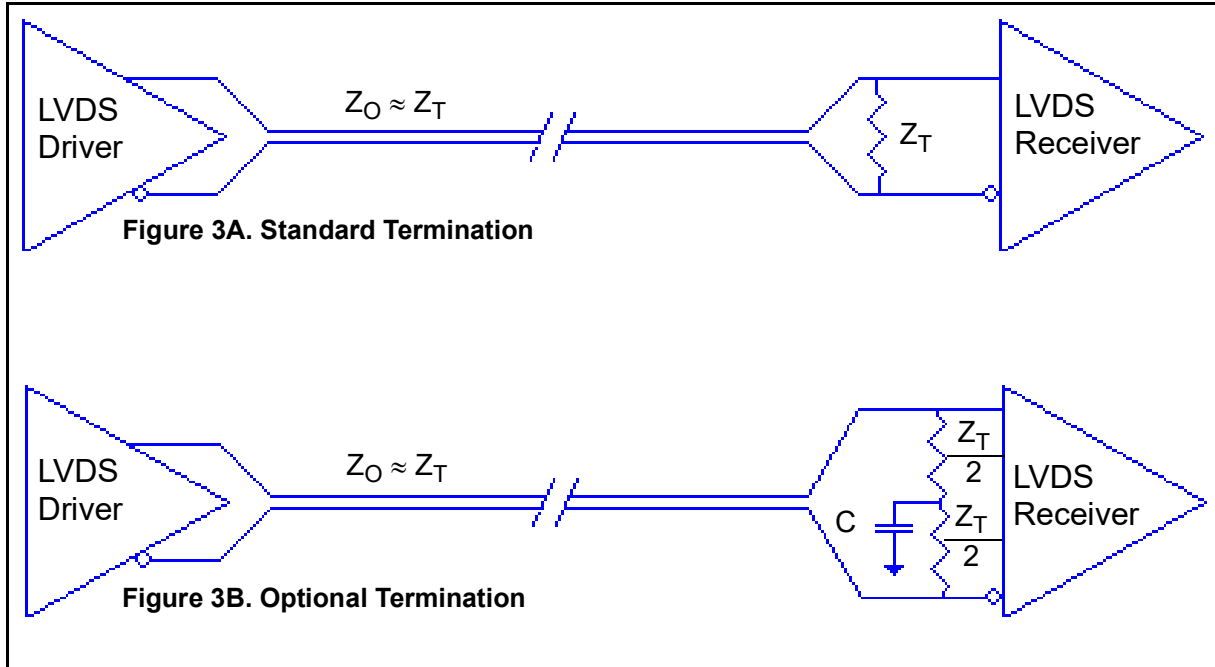 LVDS
Driver
Z_O ≈ Z_T
Z_T
LVDS
Receiver
Figure 3A. Standard Termination
LVDS
Driver
Z_O ≈ Z_T
C
Z_T
2
Z_T
2
LVDS
Receiver
Figure 3B. Optional Termination